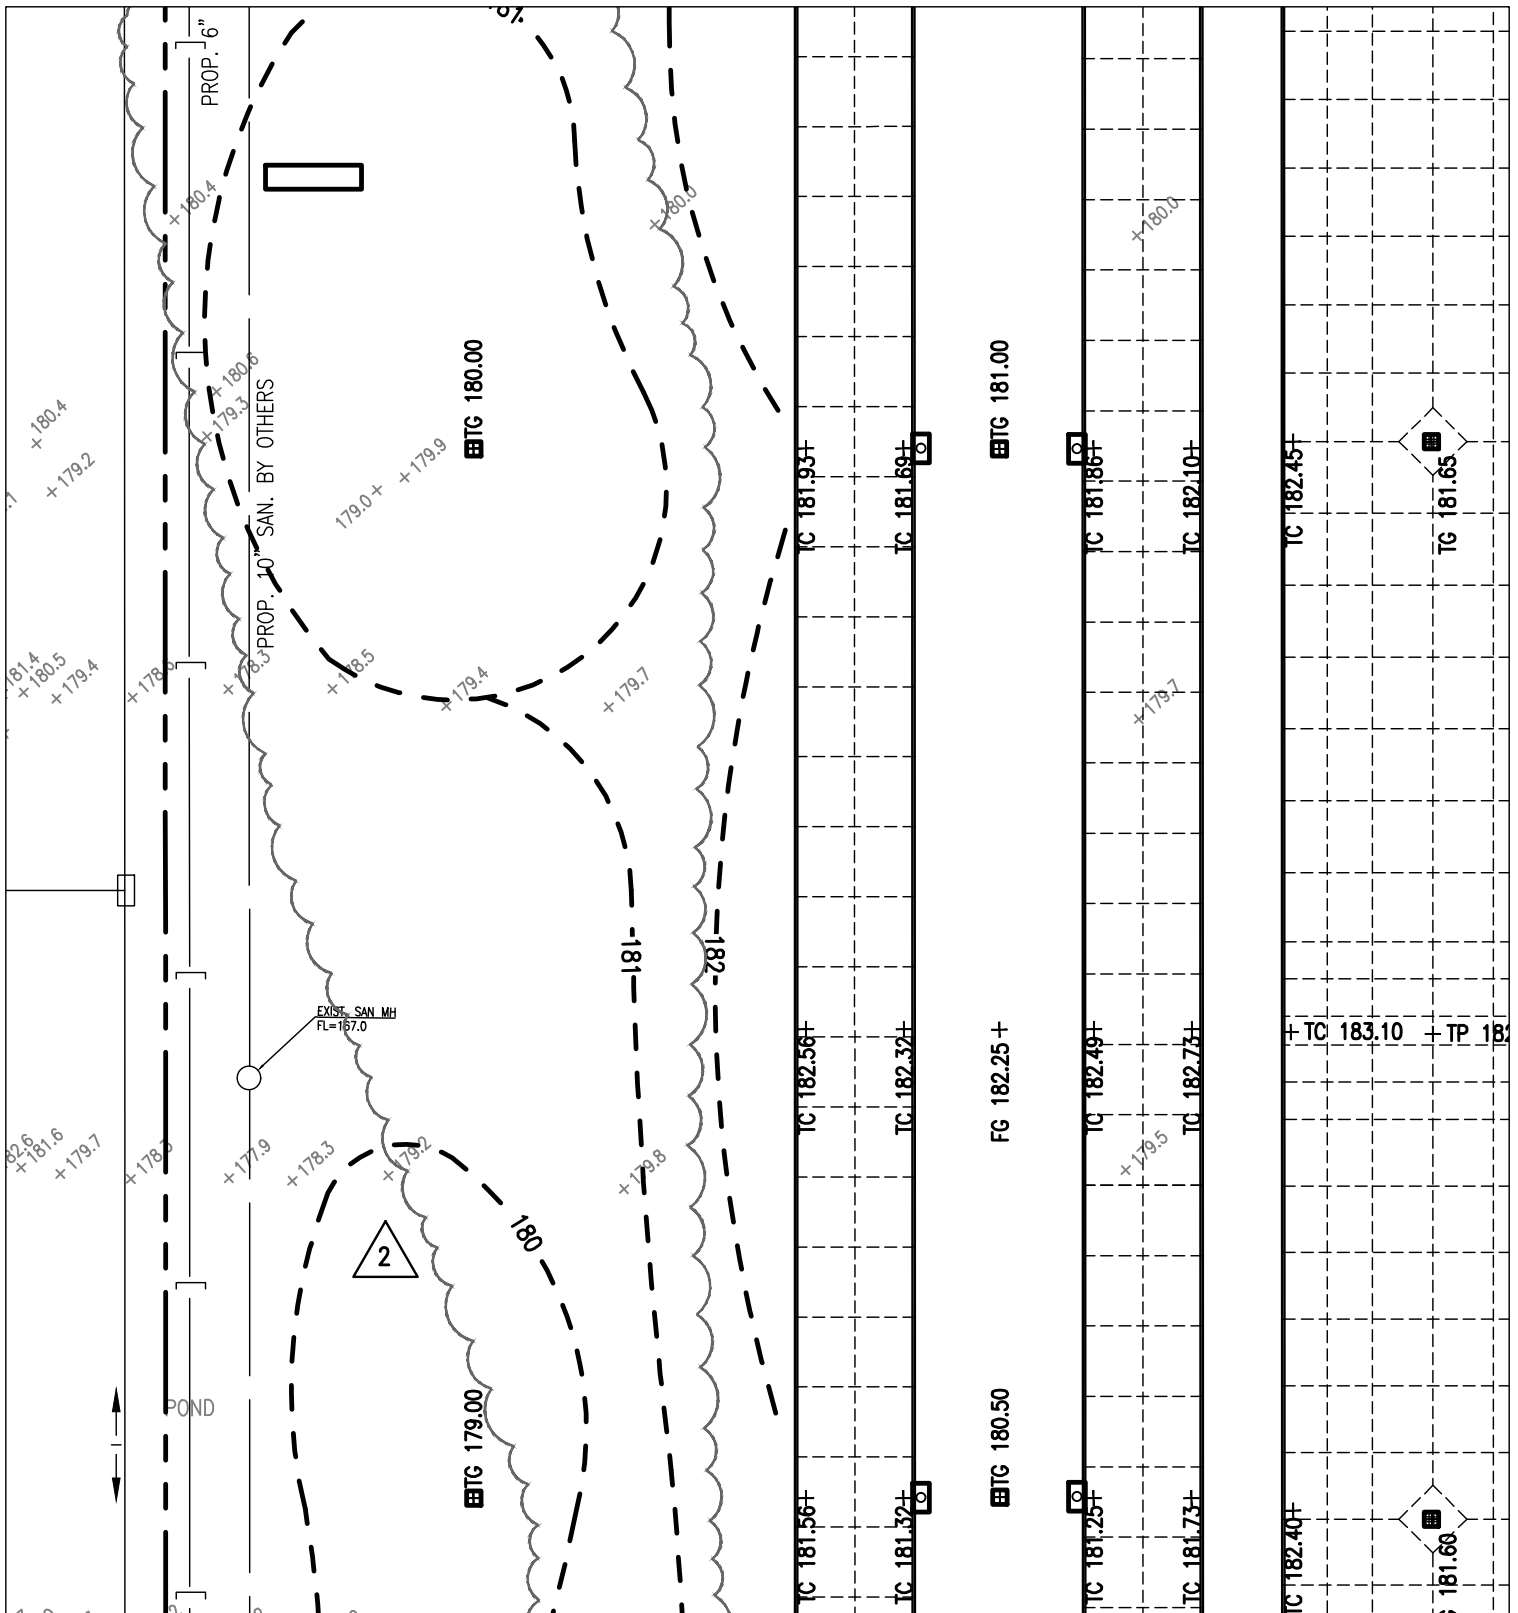 PROP. 6"
+180.4
+180.0
+180.0
+180.6
+179.3
PROP. 10" SAN. BY OTHERS
TG 180.00
TG 181.00
+180.4
+179.2
+179.9
179.0+
TC 181.93+
TC 181.69+
TC 181.86+
TC 182.10+
TC 182.45+
TG 181.65
+180.5
+179.4
+178.3
+178.5
+179.4
+179.7
+179.7
181
182
EXIST. SAN MH
FL=167.0
TC 182.56+
TC 182.32+
FG 182.25+
TC 182.49+
TC 182.73+
+TC 183.10
+TP
+181.6
+179.7
+177.9
+178.3
+179.2
+179.8
+179.5
180
2
POND
TG 179.00
TG 180.50
TC 181.56+
TC 181.32+
TC 181.25+
TC 181.73+
TC 182.40+
181.60